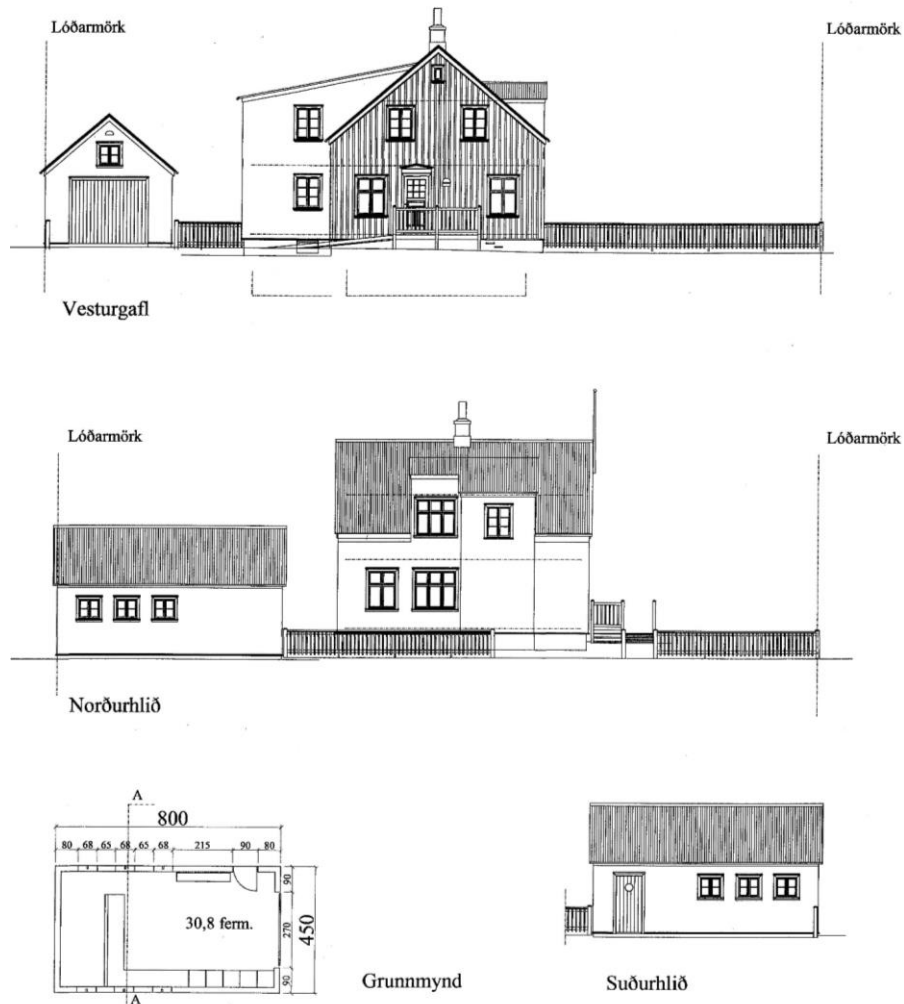 Lóðarmörk
Lóðarmörk
Vesturgafl
Lóðarmörk
Lóðarmörk
Norðurhlið
A
800
80 68 65 68 65 68 215 90 80
90
270
90
450
30,8 ferm.
A
Grunnmynd
Suðurhlið